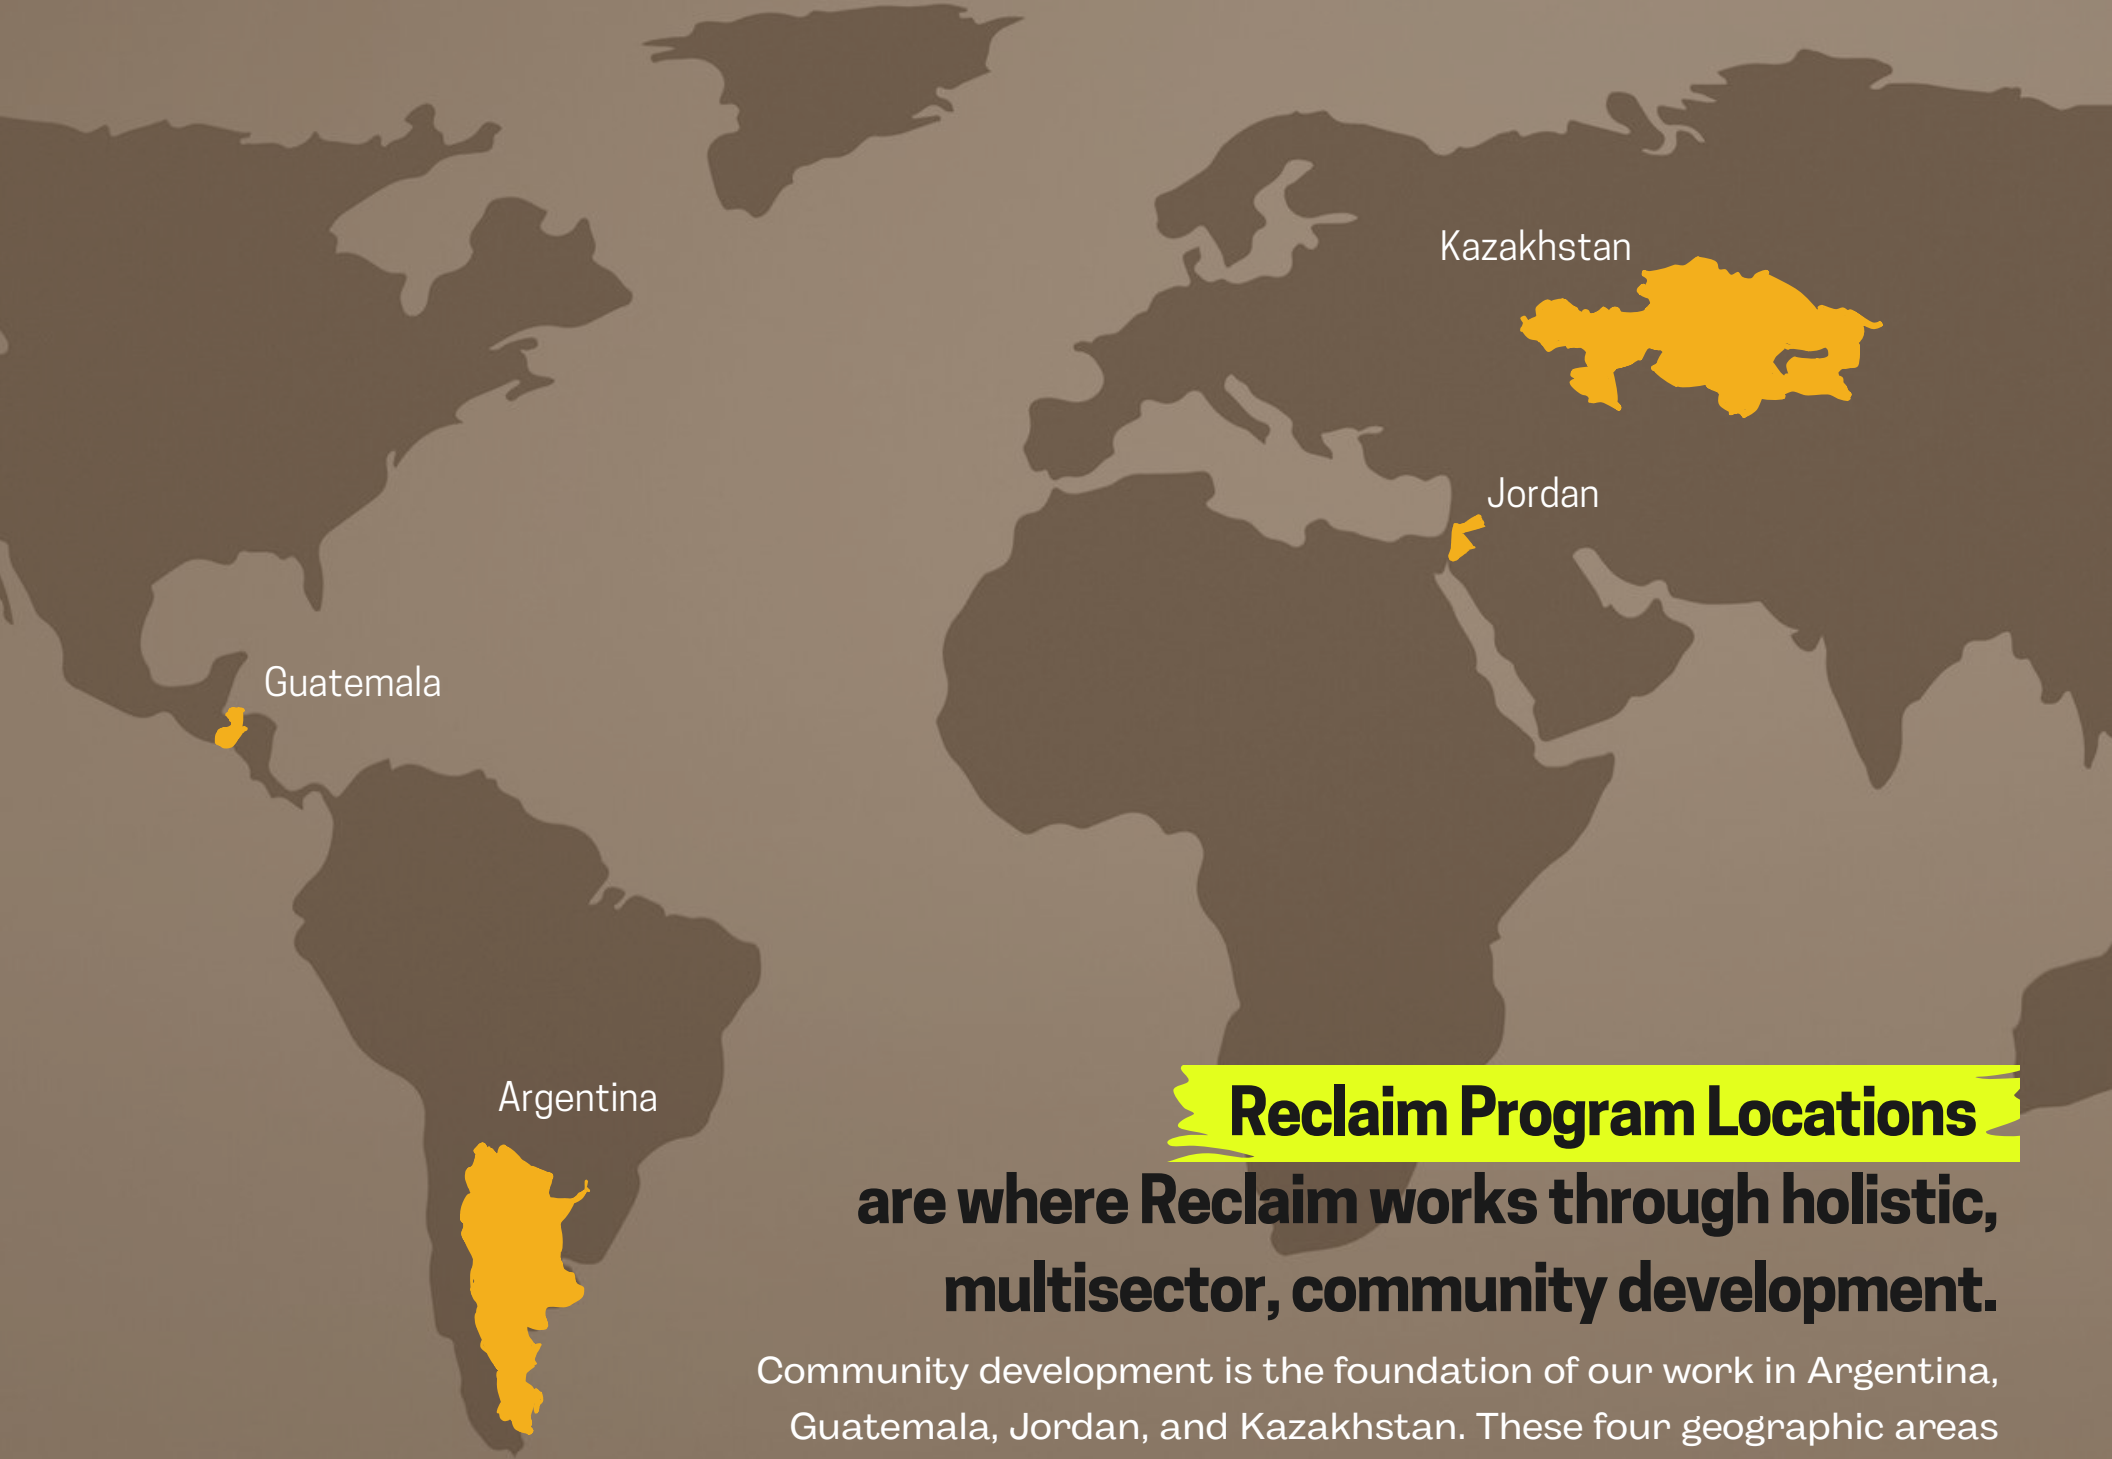 Kazakhstan
Jordan
Guatemala
Argentina
Reclaim Program Locations
are where Reclaim works through holistic,
multisector, community development.
Community development is the foundation of our work in Argentina,
Guatemala, Jordan, and Kazakhstan. These four geographic areas